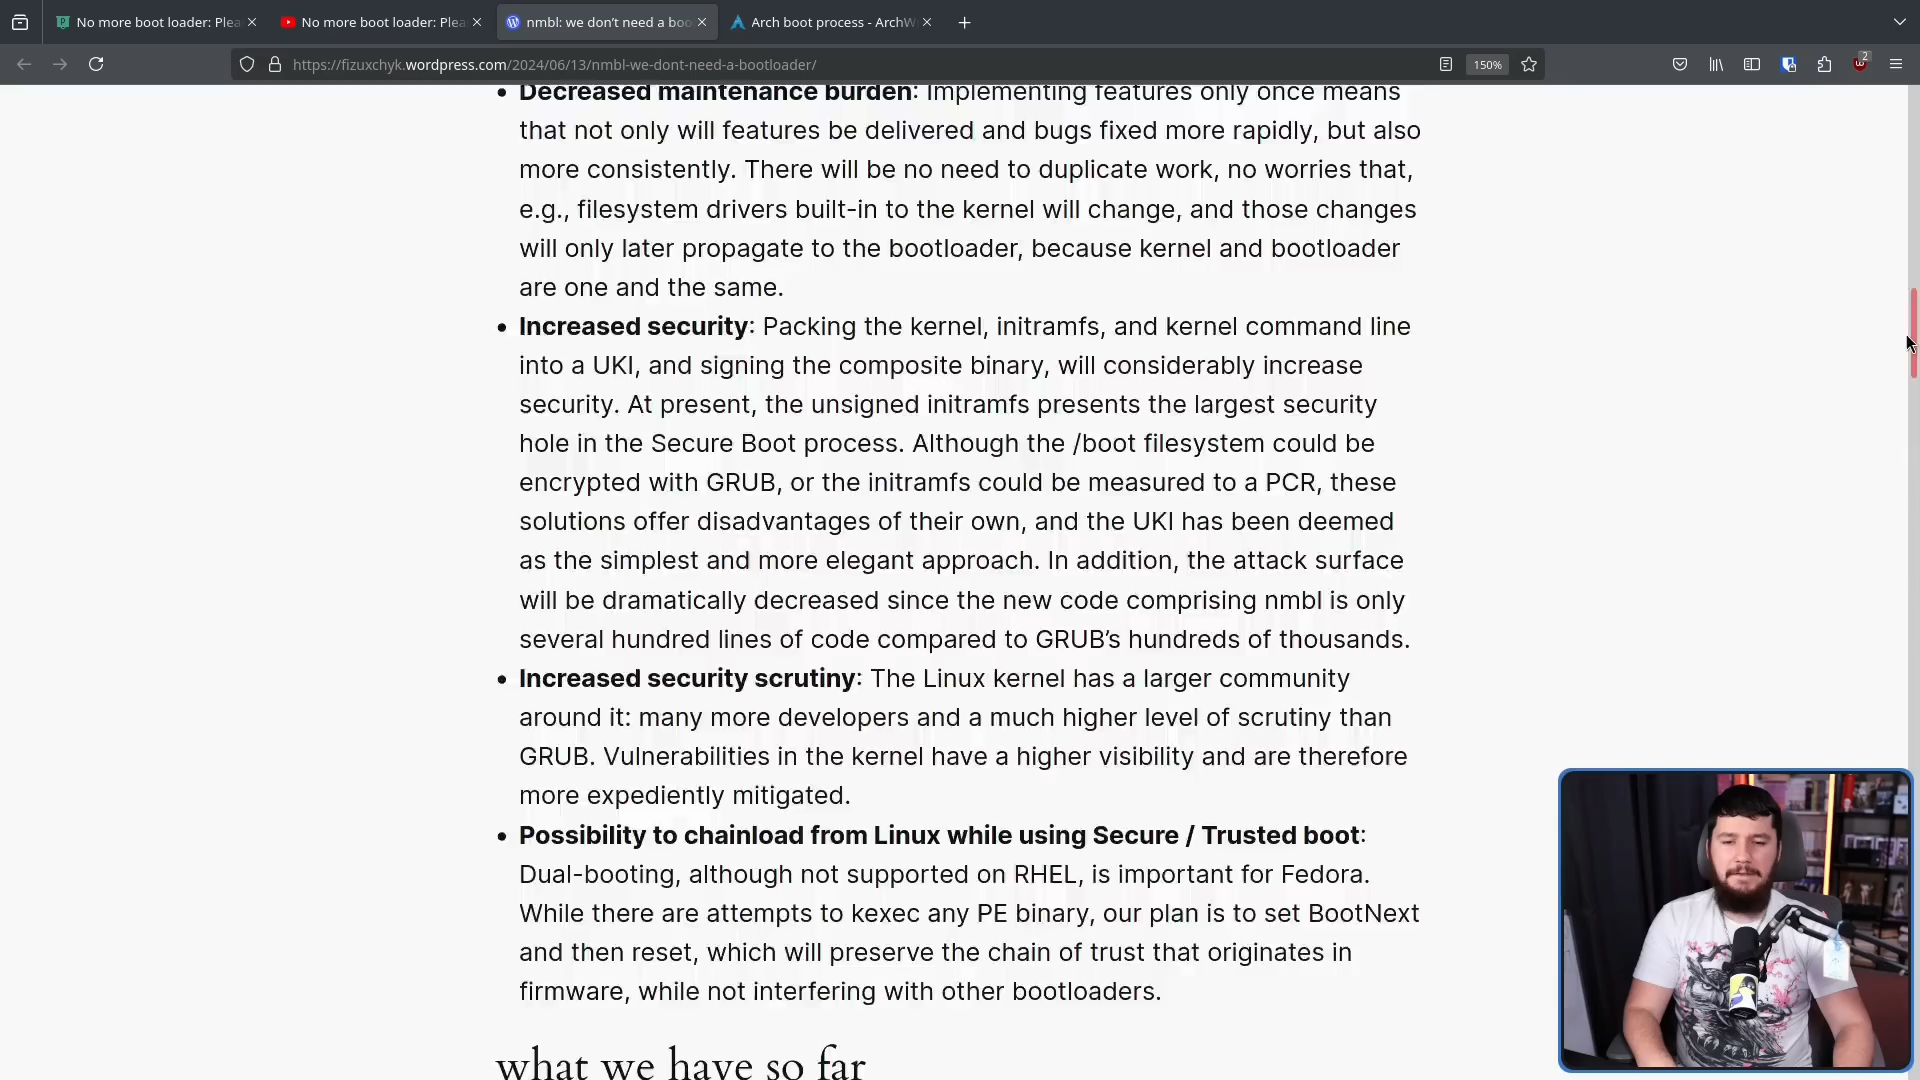 No more boot loader: Plea
No more boot loader: Plea
nmbl: we don't need a boo
Arch boot process - ArchW
https://fizuxchyk.wordpress.com/2024/06/13/nmbl-we-dont-need-a-bootloader/
150%
2
• Decreased maintenance burden: Implementing features only once means
that not only will features be delivered and bugs fixed more rapidly, but also
more consistently. There will be no need to duplicate work, no worries that,
e.g., filesystem drivers built-in to the kernel will change, and those changes
will only later propagate to the bootloader, because kernel and bootloader
are one and the same.
• Increased security: Packing the kernel, initramfs, and kernel command line
into a UKI, and signing the composite binary, will considerably increase
security. At present, the unsigned initramfs presents the largest security
hole in the Secure Boot process. Although the /boot filesystem could be
encrypted with GRUB, or the initramfs could be measured to a PCR, these
solutions offer disadvantages of their own, and the UKI has been deemed
as the simplest and more elegant approach. In addition, the attack surface
will be dramatically decreased since the new code comprising nmbl is only
several hundred lines of code compared to GRUB’s hundreds of thousands.
• Increased security scrutiny: The Linux kernel has a larger community
around it: many more developers and a much higher level of scrutiny than
GRUB. Vulnerabilities in the kernel have a higher visibility and are therefore
more expediently mitigated.
• Possibility to chainload from Linux while using Secure / Trusted boot:
Dual-booting, although not supported on RHEL, is important for Fedora.
While there are attempts to kexec any PE binary, our plan is to set BootNext
and then reset, which will preserve the chain of trust that originates in
firmware, while not interfering with other bootloaders.
what we have so far